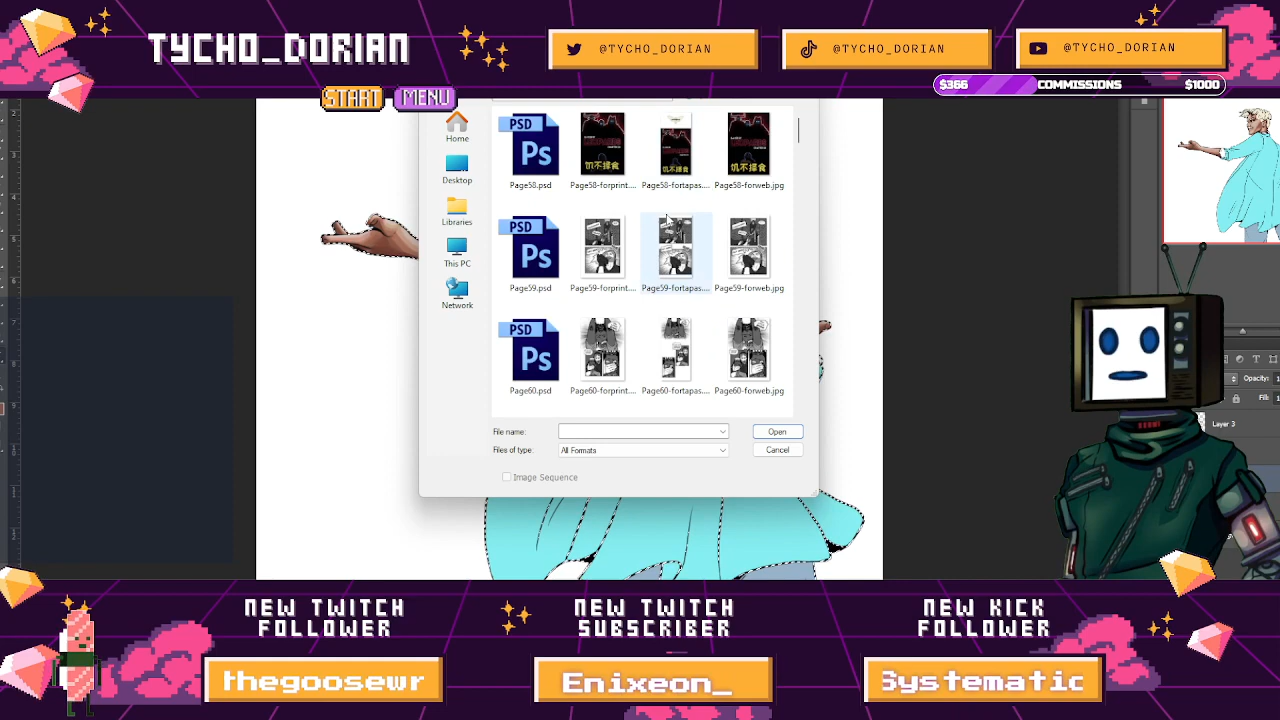 TYCHO_DORIAN
@TYCHO_DORIAN
@TYCHO_DORIAN
@TYCHO_DORIAN
START
MENU
$366
COMMISSIONS
$1000
Home
Desktop
Libraries
This PC
Network
PSD
Ps
Page58.psd
Page58-forprint....
Page58-fortapas....
Page58-forweb.jpg
PSD
Ps
Page59.psd
Page59-forprint....
Page59-fortapas....
Page59-forweb.jpg
PSD
Ps
Page60.psd
Page60-forprint....
Page60-fortapas....
Page60-forweb.jpg
File name:
Open
Files of type:
All Formats
Cancel
Image Sequence
Opacity:
Fill:
Layer 3
NEW TWITCH
FOLLOWER
thegoosewr
NEW TWITCH
SUBSCRIBER
Enixeon_
NEW KICK
FOLLOWER
Systematic